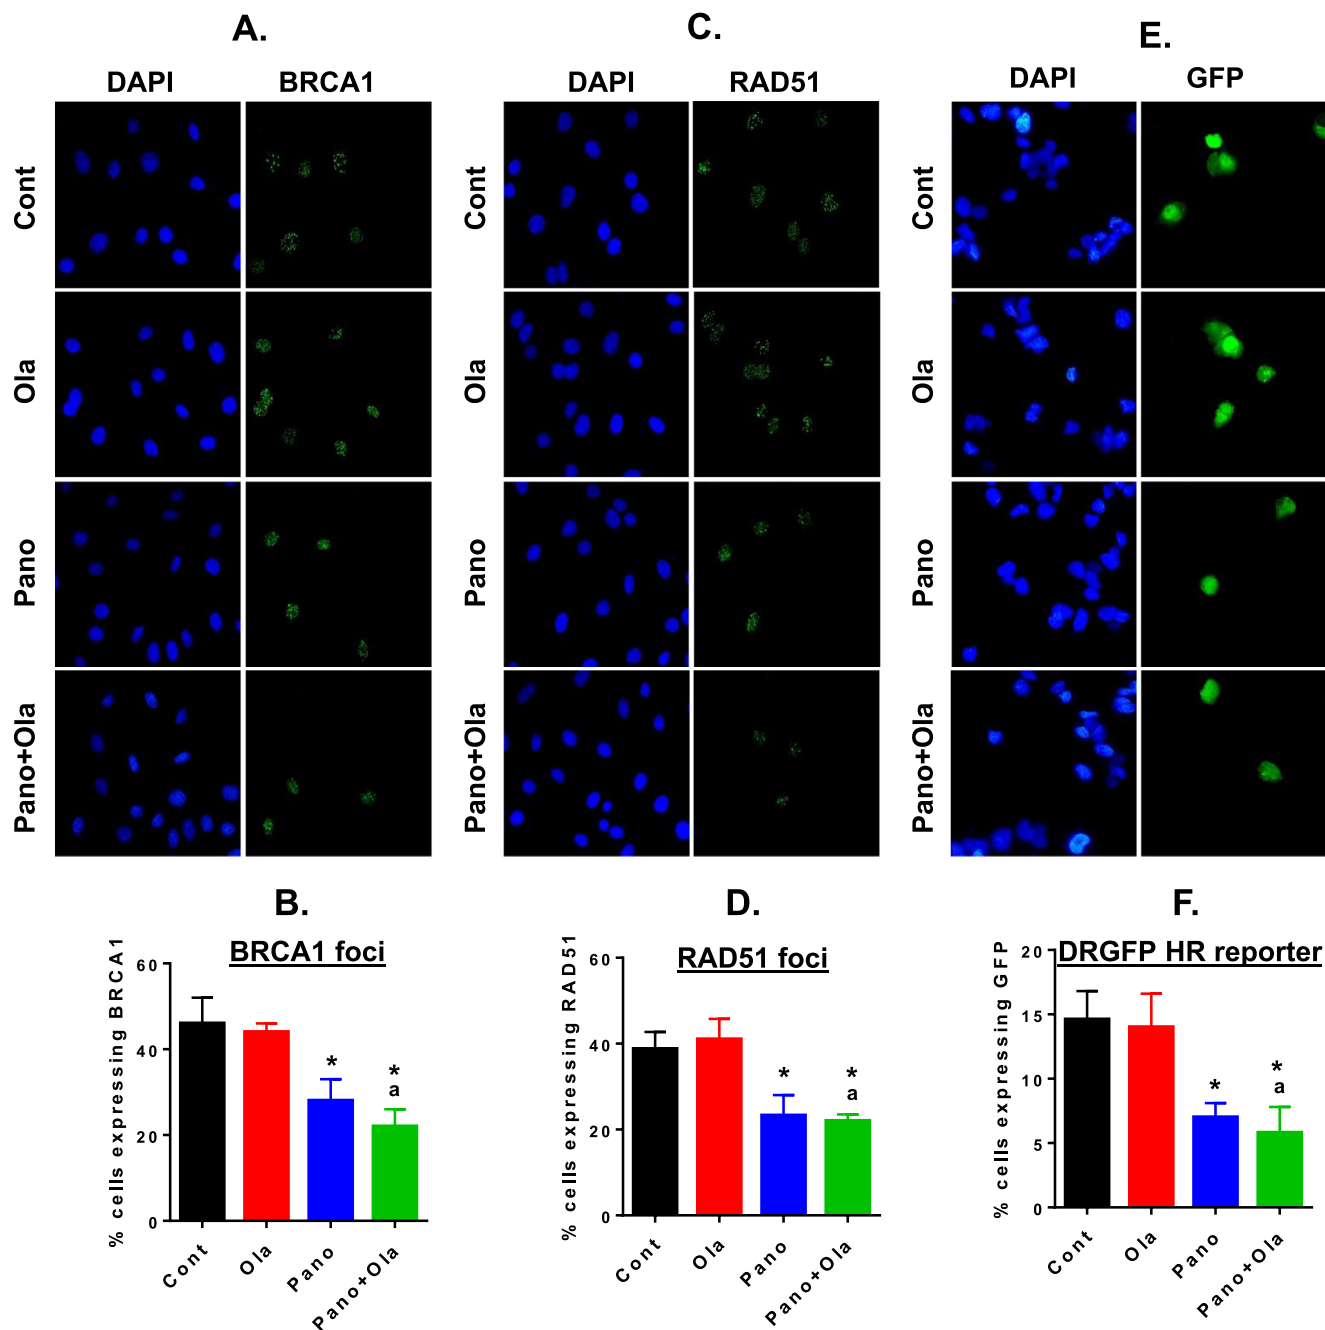 A.
C.
E.
DAPI BRCA1
DAPI RAD51
DAPI GFP
Cont
Ola
Pano
Pano+Ola
Cont
Ola
Pano
Pano+Ola
Cont
Ola
Pano
Pano+Ola
B.
BRCA1 foci
% cells expressing BRCA1
60
40
20
0
*
*
a
Cont
Ola
Pano
Pano+Ola
D.
RAD51 foci
% cells expressing RAD51
60
40
20
0
*
*
a
Cont
Ola
Pano
Pano+Ola
F.
DRGFP HR reporter
% cells expressing GFP
20
15
10
5
0
*
*
a
Cont
Ola
Pano
Pano+Ola